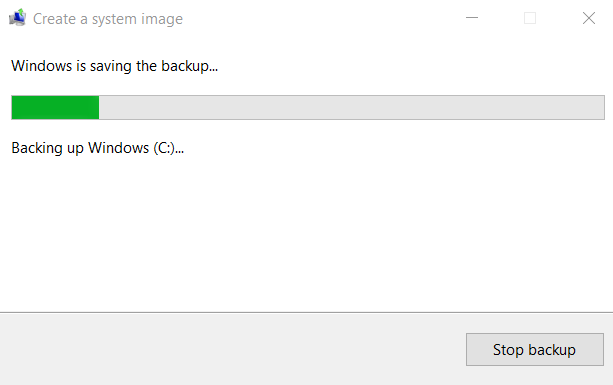 Create a system image
Windows is saving the backup...
Backing up Windows (C:)...
Stop backup